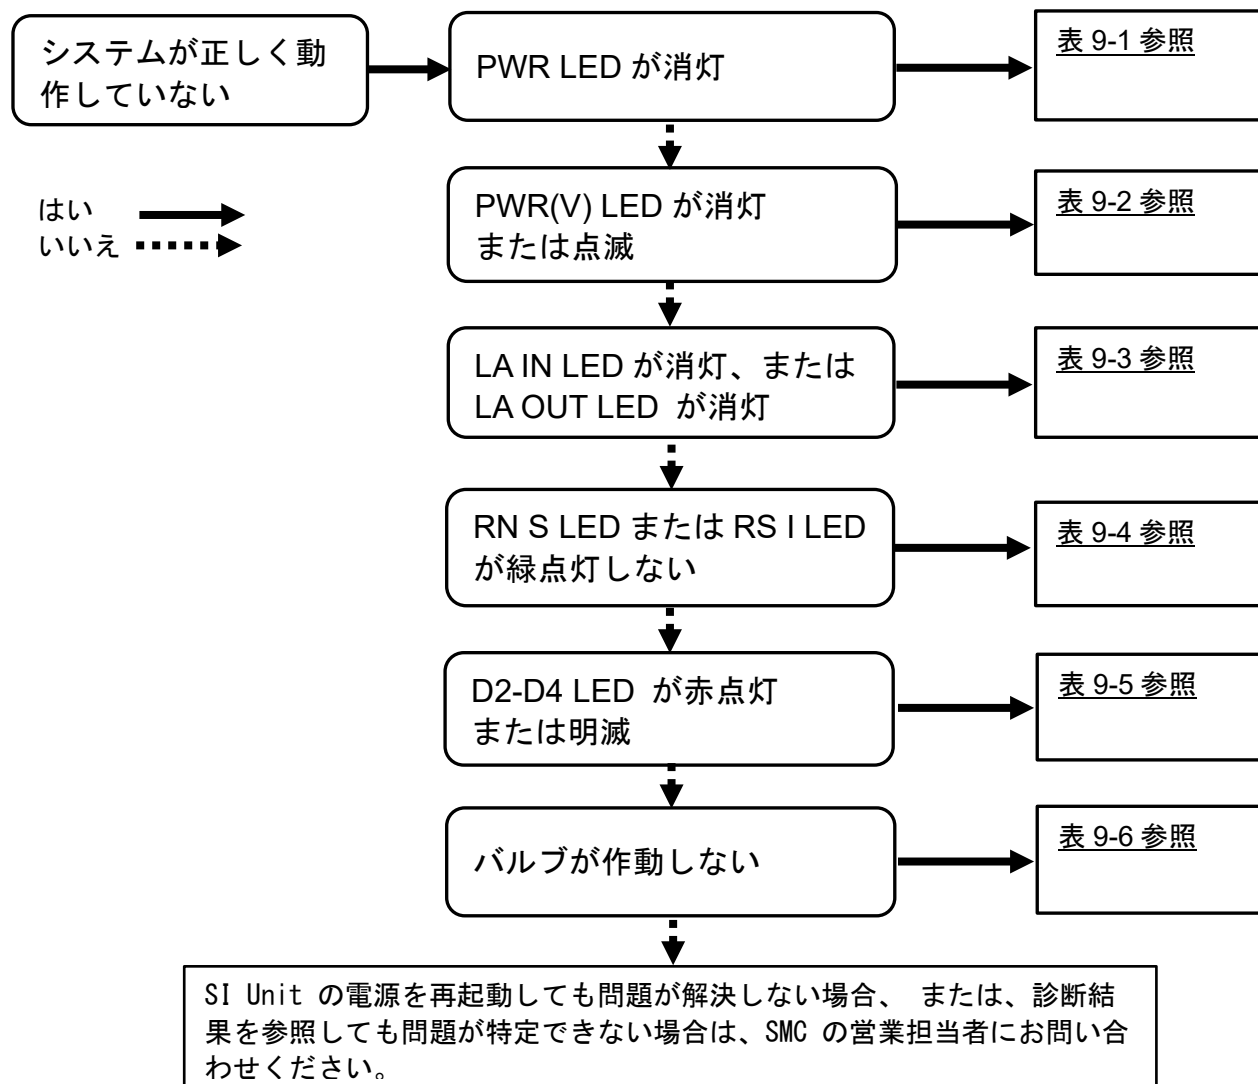 システムが正しく動
作していない
PWR LED が消灯
表 9-1 参照
はい
いいえ
PWR(V) LED が消灯
または点滅
表 9-2 参照
LA IN LED が消灯、または
LA OUT LED が消灯
表 9-3 参照
RN S LED または RS I LED
が緑点灯しない
表 9-4 参照
D2-D4 LED が赤点灯
または明滅
表 9-5 参照
バルブが作動しない
表 9-6 参照
SI Unit の電源を再起動しても問題が解決しない場合、 または、診断結
果を参照しても問題が特定できない場合は、SMC の営業担当者にお問い合
わせください。